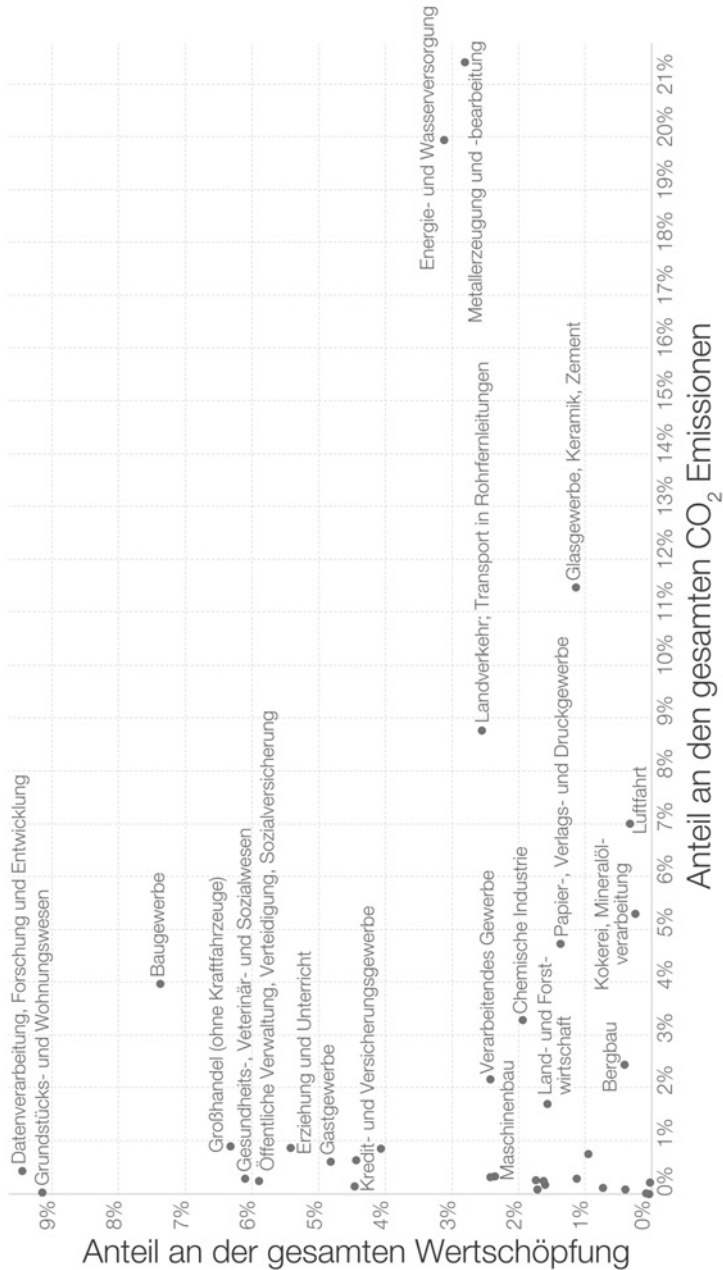 Anteil an der gesamten Wertschöpfung
9%
8%
7%
6%
5%
4%
3%
2%
1%
0%
Datenverarbeitung, Forschung und Entwicklung
Grundstücks- und Wohnungswesen
Baugewerbe
Großhandel (ohne Kraftfahrzeuge)
Gesundheits-, Veterinär- und Sozialwesen
Öffentliche Verwaltung, Verteidigung, Sozialversicherung
Erziehung und Unterricht
Gastgewerbe
Kredit- und Versicherungsgewerbe
Energie- und Wasserversorgung
Metallerzeugung und -bearbeitung
Landverkehr; Transport in Rohrfernleitungen
Verarbeitendes Gewerbe
Maschinenbau
Chemische Industrie
Land- und Forst-
wirtschaft
Papier-, Verlags- und Druckgewerbe
Glasgewerbe, Keramik, Zement
Kokerei, Mineralöl-
verarbeitung
Bergbau
Luftfahrt
0%
1%
2%
3%
4%
5%
6%
7%
8%
9%
10%
11%
12%
13%
14%
15%
16%
17%
18%
19%
20%
21%
Anteil an den gesamten CO₂ Emissionen